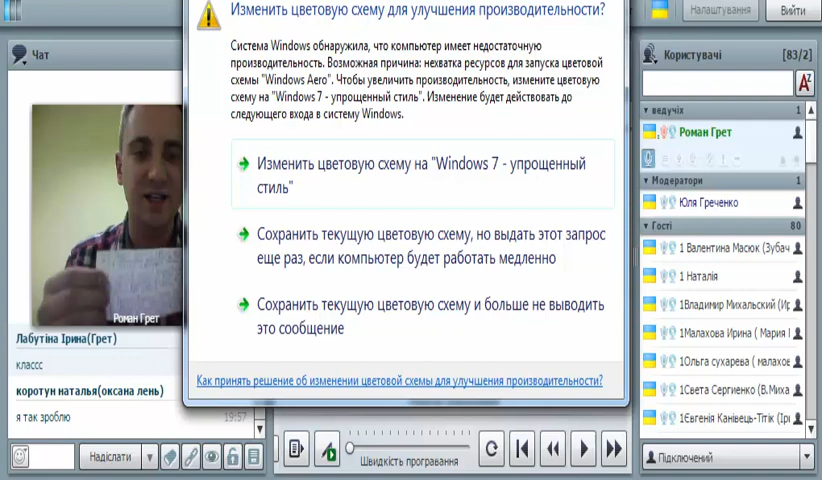 Изменить цветовую схему для улучшения производительности?
Система Windows обнаружила, что компьютер имеет недостаточную
производительность. Возможная причина: нехватка ресурсов для запуска цветовой
схемы "Windows Aero". Чтобы увеличить производительность, измените цветовую
схему на "Windows 7 - упрощенный стиль". Изменение будет действовать до
следующего входа в систему Windows.
Изменить цветовую схему на "Windows 7 - упрощенный
стиль"
Сохранить текущую цветовую схему, но выдать этот запрос
еще раз, если компьютер будет работать медленно
Сохранить текущую цветовую схему и больше не выводить
это сообщение
Как принять решение об изменении цветовой схемы для улучшения производительности?
Чат
Роман Грет
Лабутіна Ірина(Грет)
классс
коротун наталья(оксана лень)
я так зроблю
19:57
Надіслати
Швидкість програвання
Налаштування
Вийти
Користувачі
[83/2]
ведучіх 1
Роман Грет
Модератори 1
Юля Греченко
Гості 80
1 Валентина Масюк (Зубач
1 Наталія
1Владимир Михальский (Ир
1Малахова Ирина ( Мария
1Ольга сухарева ( малахов
1Света Сергиенко (В.Миха
1Євгенія Канівець-Тітік (Ір
Підключений